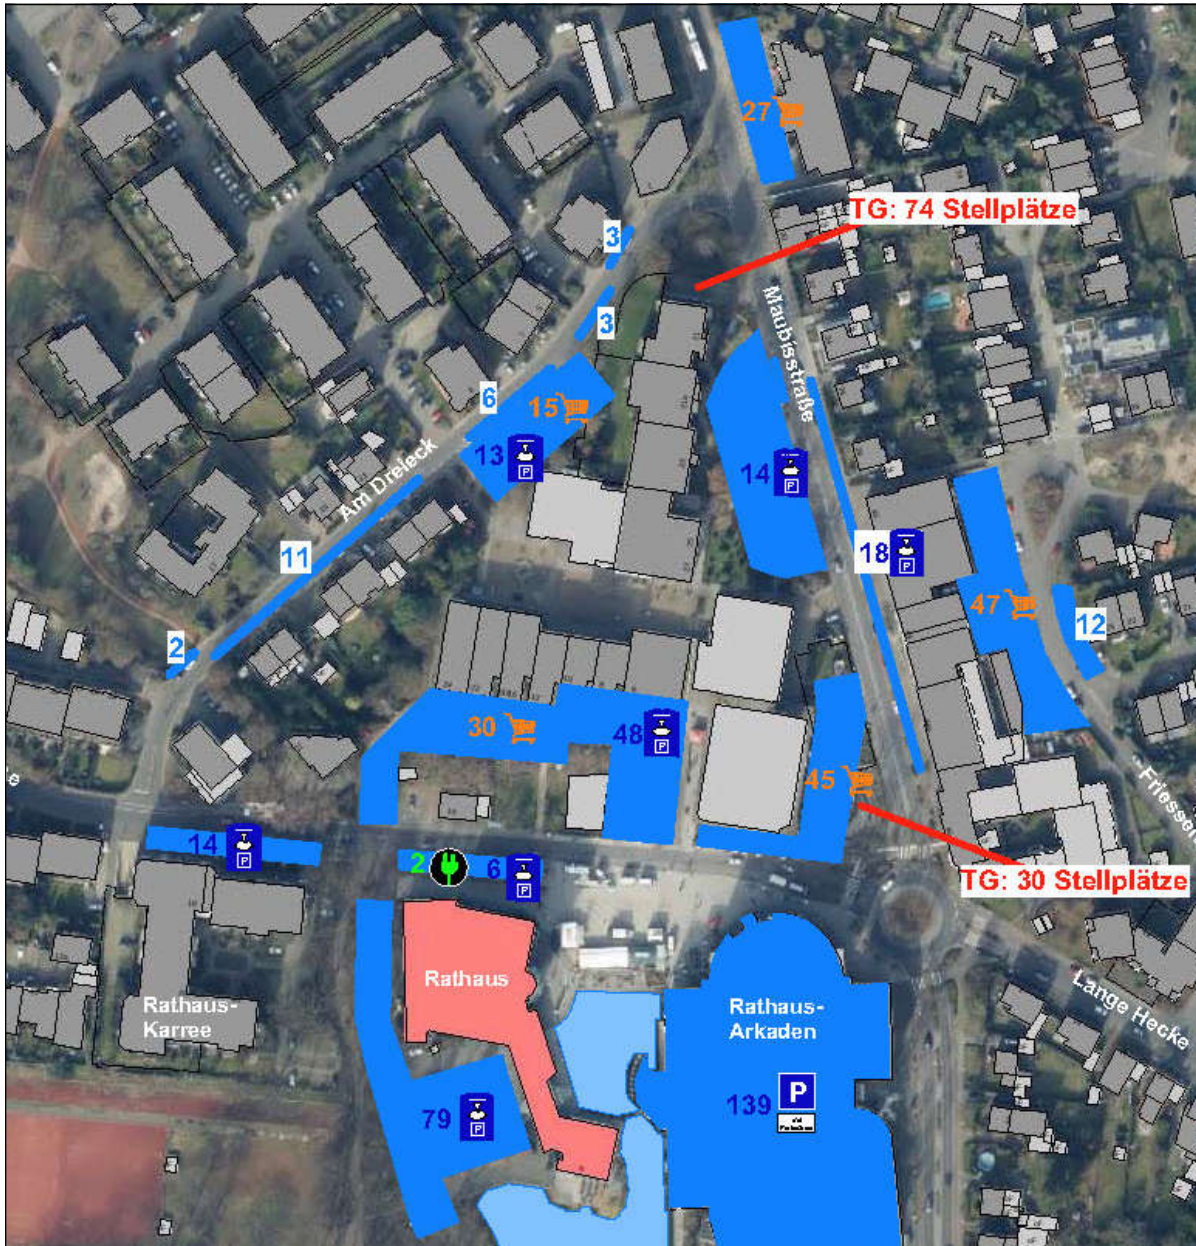 27
TG: 74 Stellplätze
3
3
Maubisstraße
6
15
13
P
14
P
Am Dreieck
11
18
P
47
12
2
30
48
P
45
Friesser
14
P
2
6
P
TG: 30 Stellplätze
Rathaus
Rathaus-
Karree
Rathaus-
Arkaden
Lange Hecke
79
P
139
P